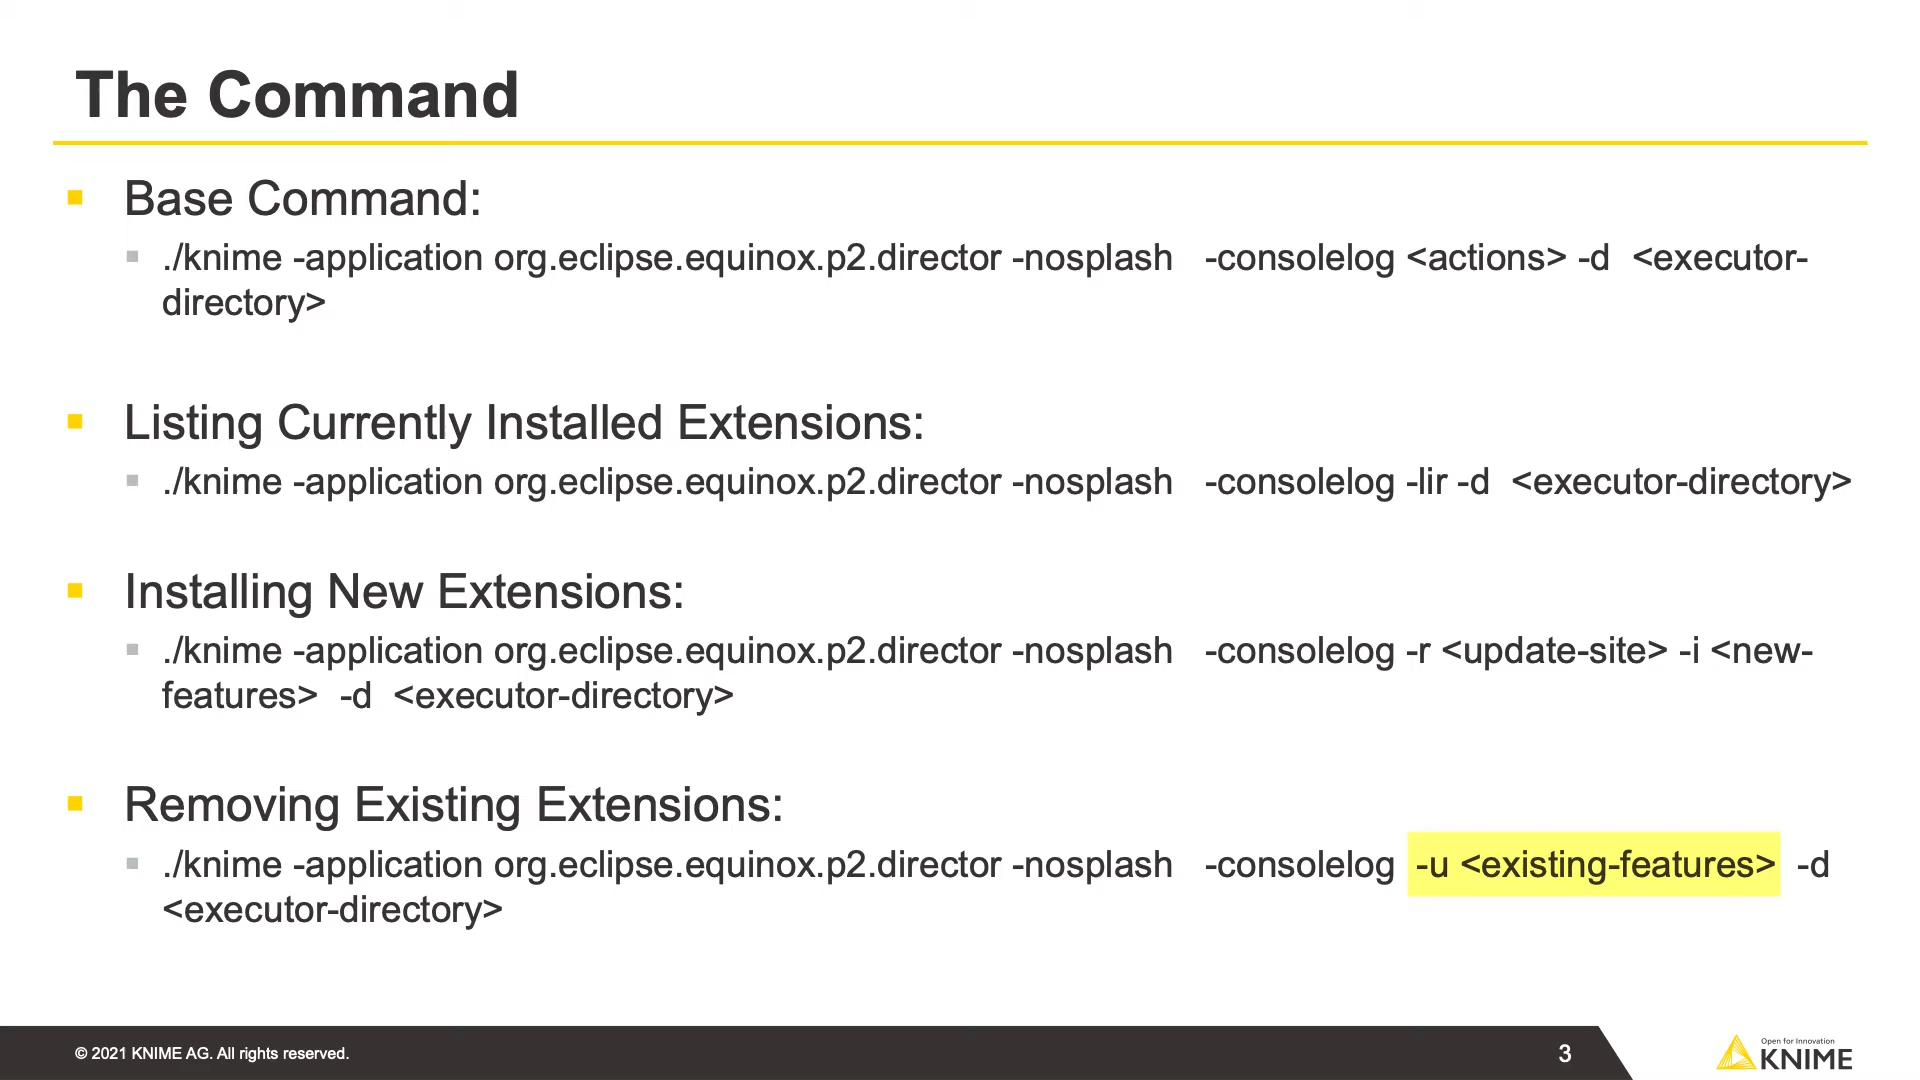 The Command
Base Command:
./knime -application org.eclipse.equinox.p2.director -nosplash   -consolelog <actions> -d  <executor-
directory>
Listing Currently Installed Extensions:
./knime -application org.eclipse.equinox.p2.director -nosplash   -consolelog -lir -d  <executor-directory>
Installing New Extensions:
./knime -application org.eclipse.equinox.p2.director -nosplash   -consolelog -r <update-site> -i <new-
features>  -d  <executor-directory>
Removing Existing Extensions:
./knime -application org.eclipse.equinox.p2.director -nosplash   -consolelog  -u <existing-features>  -d
<executor-directory>
© 2021 KNIME AG. All rights reserved.
3
Open for Innovation
KNIME